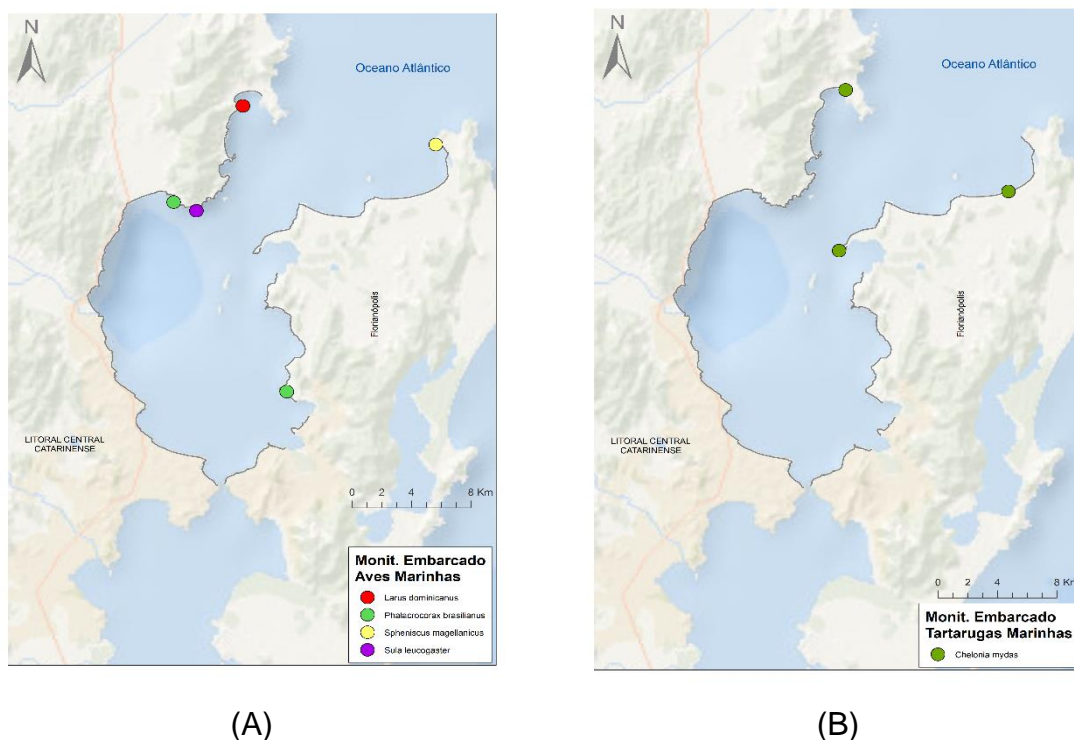 N
Oceano Atlântico
Florianópolis
LITORAL CENTRAL
CATARINENSE
0 2 4 8 Km
Monit. Embarcado
Aves Marinhas
Larus dominicanus
Phalacrocorax brasilianus
Spheniscus magellanicus
Sula leucogaster
(A)
N
Oceano Atlântico
Florianópolis
LITORAL CENTRAL
CATARINENSE
0 2 4 8 Km
Monit. Embarcado
Tartarugas Marinhas
Chelonia mydas
(B)